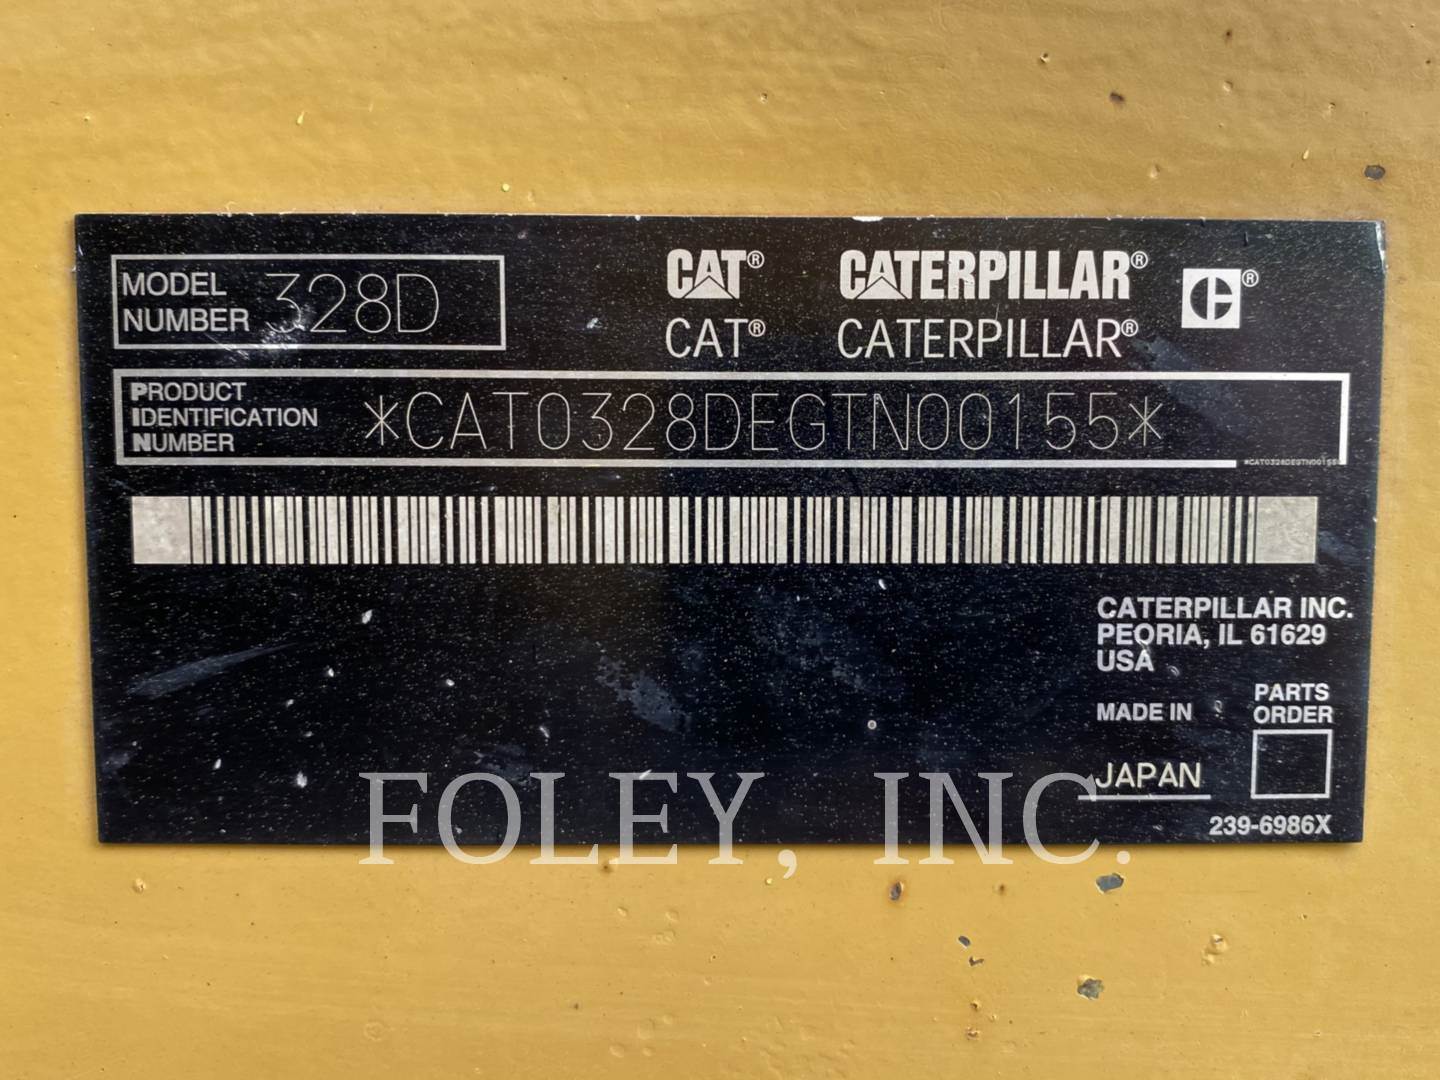 MODEL NUMBER 328D
CAT® CATERPILLAR® C®
CAT® CATERPILLAR®
PRODUCT IDENTIFICATION NUMBER *CAT0328DEGTN00155*
*CAT0328DEGTN00155*
CATERPILLAR INC.
PEORIA, IL 61629
USA
MADE IN
JAPAN
PARTS
ORDER
239-6986X
FOLEY, INC.